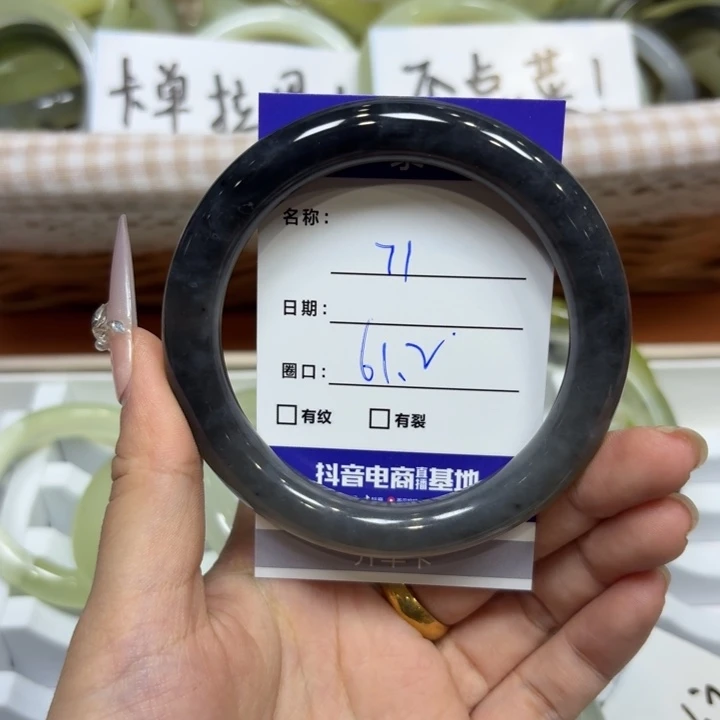 卡单拉黑!
不点菜!
名称:
71
日期:
圈口:
61.2
有纹
有裂
抖音电商直播基地